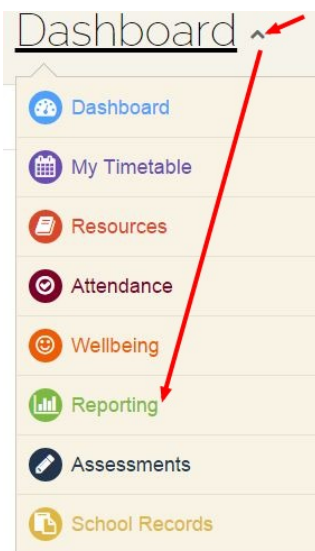 Dashboard
Dashboard
My Timetable
Resources
Attendance
Wellbeing
Reporting
Assessments
School Records